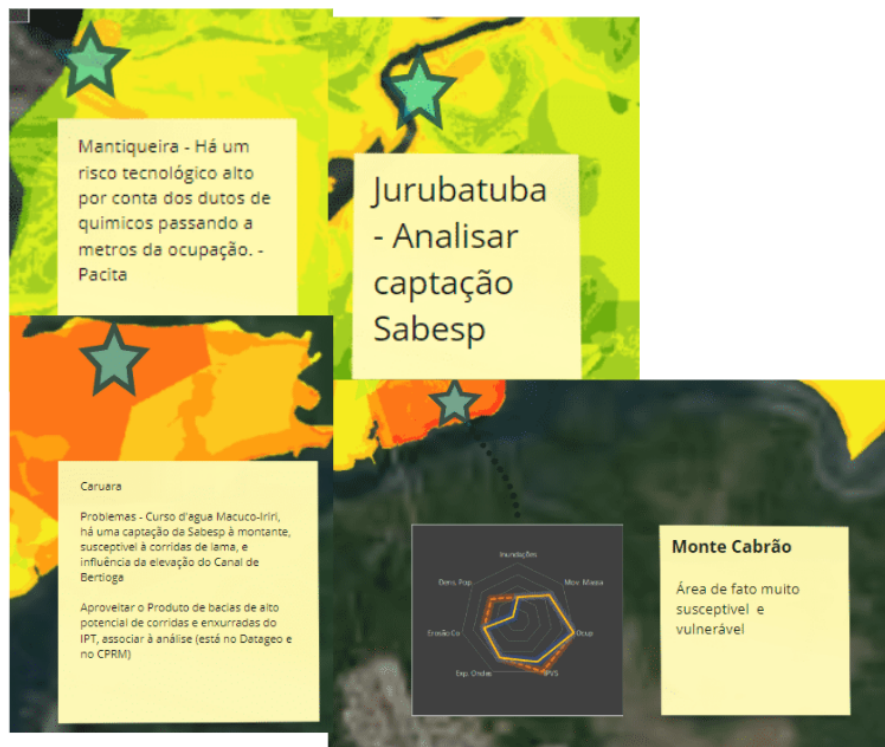 Mantiqueira - Há um
risco tecnológico alto
por conta dos dutos de
quimicos passando a
metros da ocupação. -
Pacita
Jurubatuba
- Analisar
captação
Sabesp
Caruara
Problemas - Curso d'agua Macuco-Iriri,
há uma captação da Sabesp à montante,
susceptivel à corridas de lama, e
influência da elevação do Canal de
Bertioga
Aproveitar o Produto de bacias de alto
potencial de corridas e enxurradas do
IPT, associar à análise (está no Datageo e
no CPRM)
Inundações
Dens. Pop.
Mov. Massa
Erosão Co
Ocup
Exp. Ondas
IPVS
Monte Cabrão
Área de fato muito
susceptivel e
vulnerável